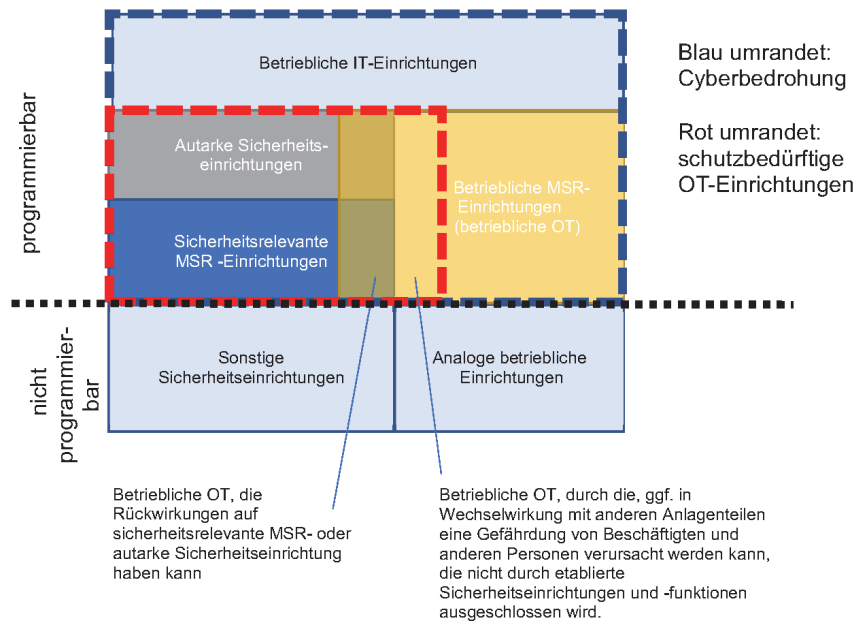 Betriebliche IT-Einrichtungen
Blau umrandet:
Cyberbedrohung
Rot umrandet:
schutzbedürftige
OT-Einrichtungen
programmierbar
Autarke Sicherheits-
einrichtungen
Betriebliche MSR-
Einrichtungen
(betriebliche OT)
Sicherheitsrelevante
MSR -Einrichtungen
nicht
programmier-
bar
Sonstige
Sicherheitseinrichtungen
Analoge betriebliche
Einrichtungen
Betriebliche OT, die
Rückwirkungen auf
sicherheitsrelevante MSR- oder
autarke Sicherheitseinrichtung
haben kann
Betriebliche OT, durch die, ggf. in
Wechselwirkung mit anderen Anlagenteilen
eine Gefährdung von Beschäftigten und
anderen Personen verursacht werden kann,
die nicht durch etablierte
Sicherheitseinrichtungen und -funktionen
ausgeschlossen wird.